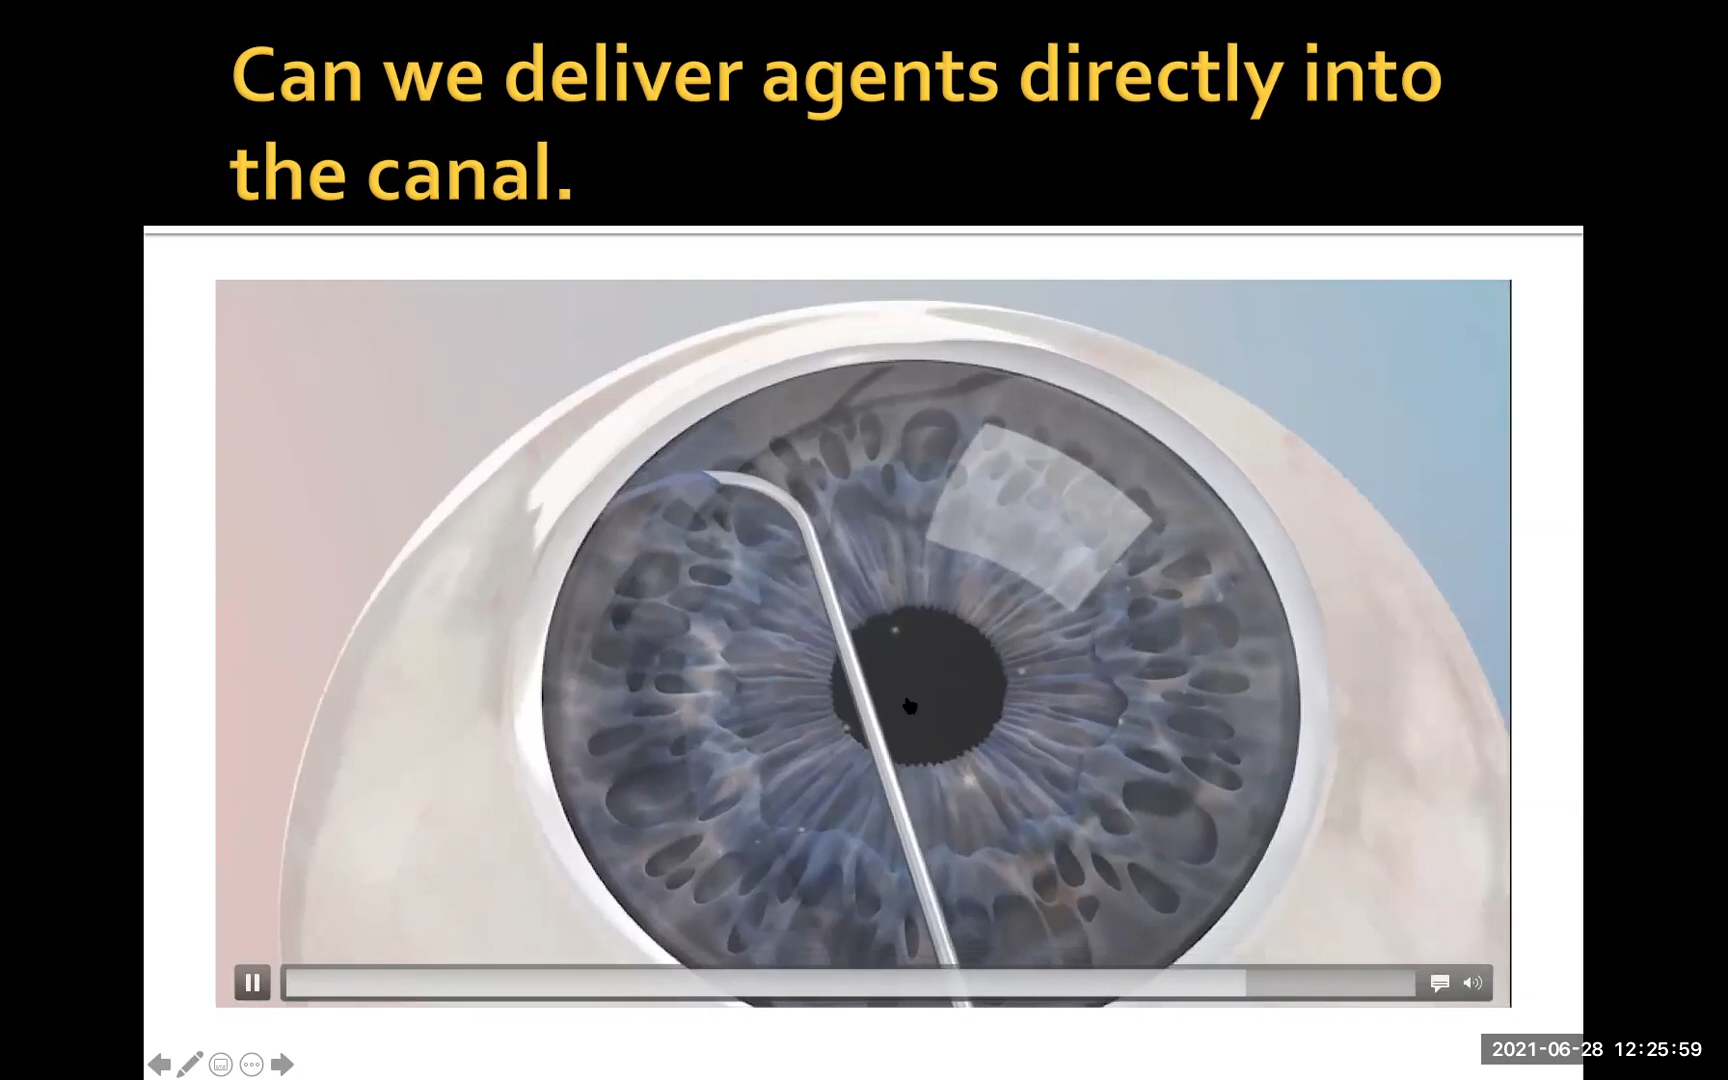 Can we deliver agents directly into
the canal.
2021-06-28 12:25:59